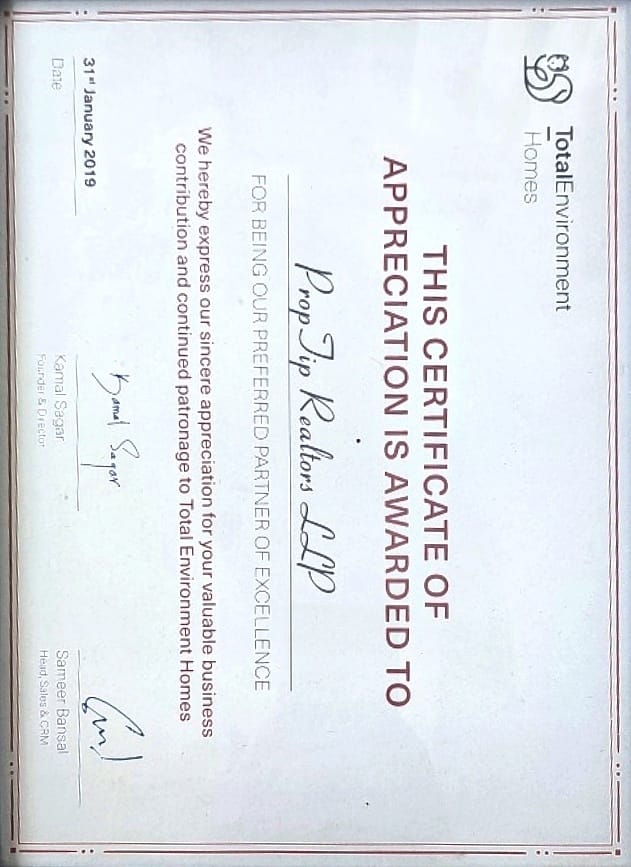 TotalEnvironment
Homes
THIS CERTIFICATE OF
APPRECIATION IS AWARDED TO
PropTip Realtors LLP
FOR BEING OUR PREFERRED PARTNER OF EXCELLENCE
We hereby express our sincere appreciation for your valuable business
contribution and continued patronage to Total Environment Homes
31st January 2019
Date
Kamal Sagar
Kamal Sagar
Founder & Director
Sameer Bansal
Head, Sales & CRM